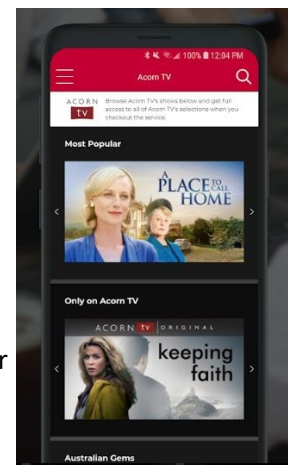 100% 12:04 PM
Acorn TV
ACORN
tv
Browse Acorn TV's shows below and get full
access to all of Acorn TV's selections when you
checkout the service.
Most Popular
A
PLACE TO CALL
HOME
Only on Acorn TV
ACORN tv ORIGINAL
keeping
faith
Australian Gems
r